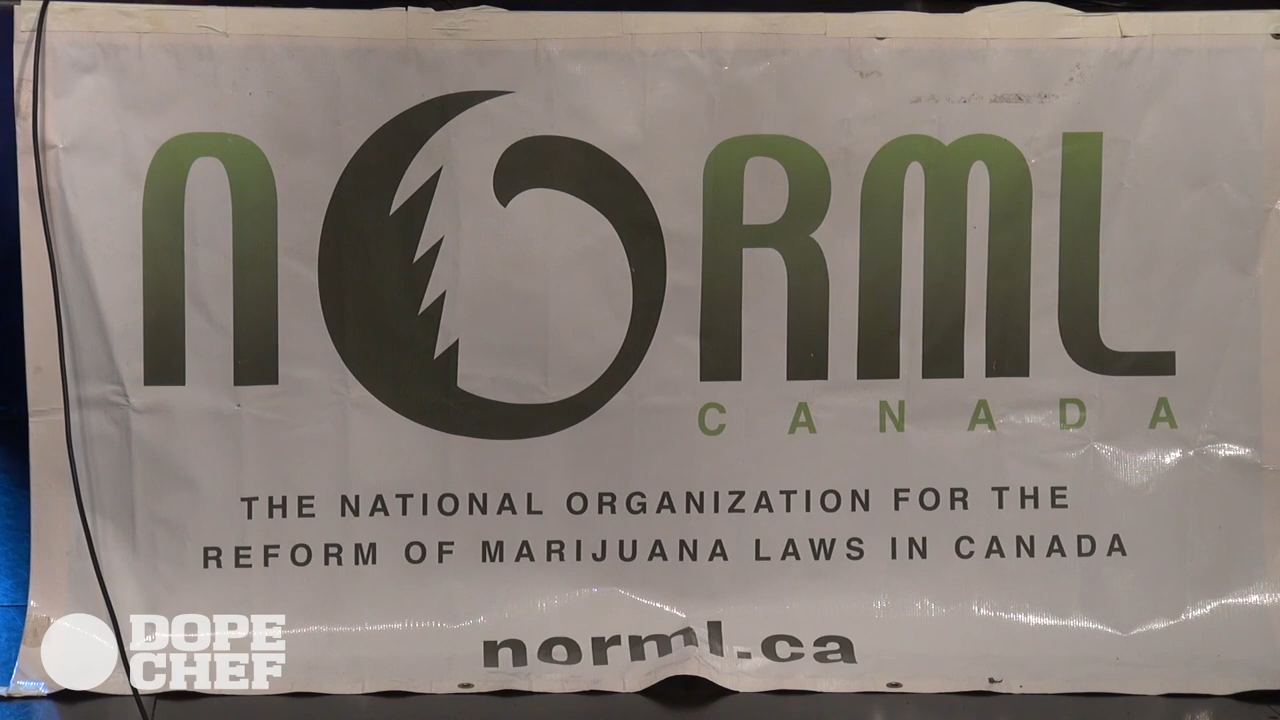 nORML
CANADA
THE NATIONAL ORGANIZATION FOR THE
REFORM OF MARIJUANA LAWS IN CANADA
norml.ca
DOPE
CHEF